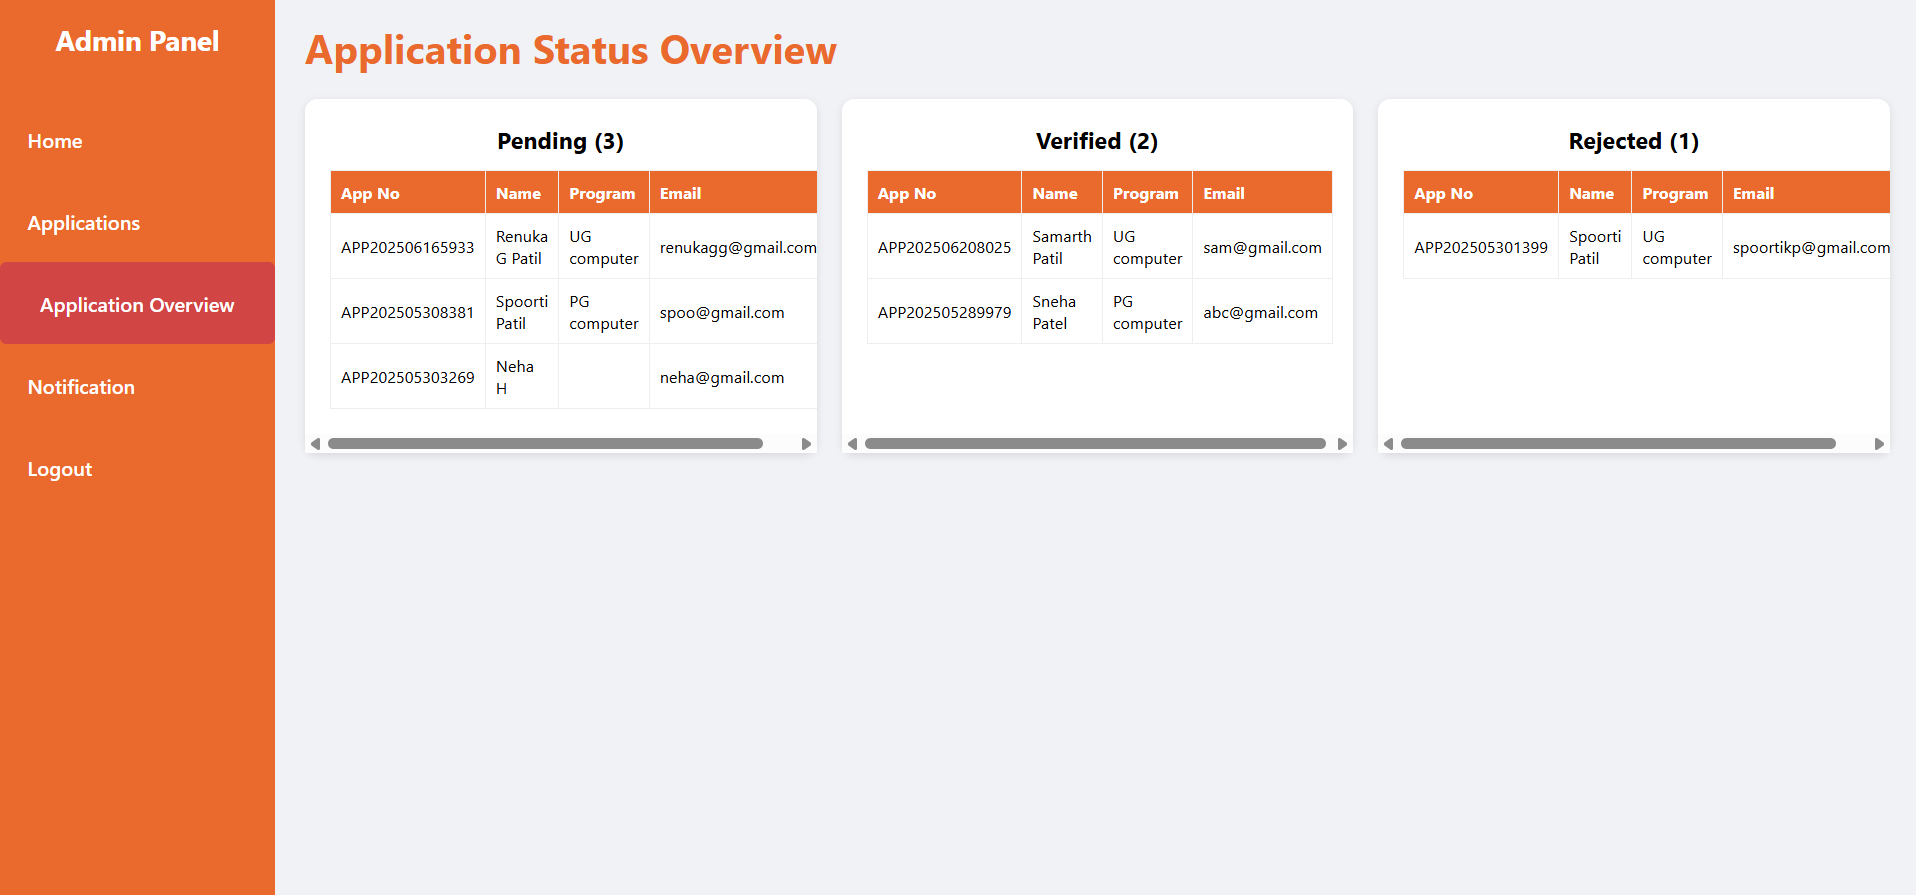 Admin Panel
Home
Applications
Application Overview
Notification
Logout
Application Status Overview
Pending (3)
App No Name Program Email
APP202506165933 Renuka G Patil UG computer renukagg@gmail.com
APP202505308381 Spoorti Patil PG computer spoo@gmail.com
APP202505303269 Neha H neha@gmail.com
Verified (2)
App No Name Program Email
APP202506208025 Samarth Patil UG computer sam@gmail.com
APP202505289979 Sneha Patel PG computer abc@gmail.com
Rejected (1)
App No Name Program Email
APP202505301399 Spoorti Patil UG computer spoortikp@gmail.com